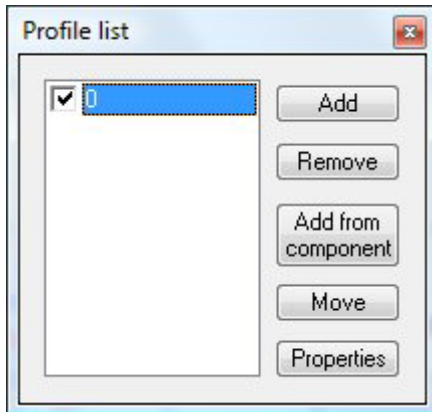 Profile list
0
Add
Remove
Add from
component
Move
Properties